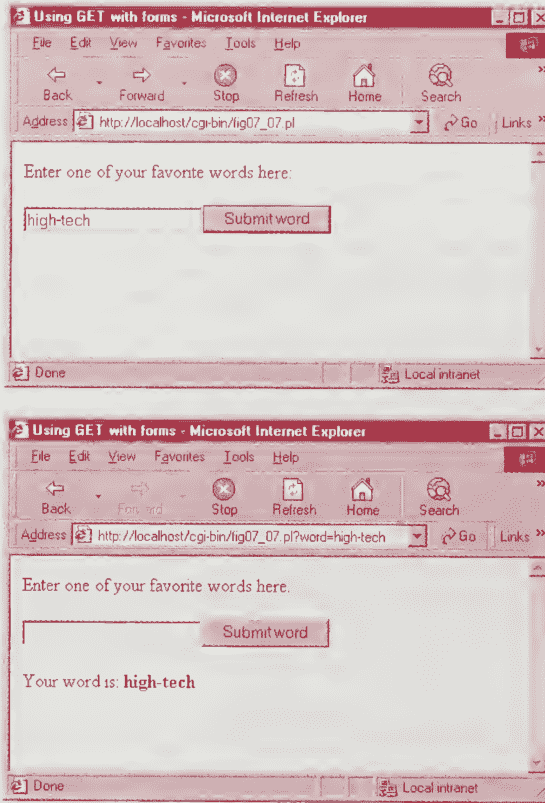 Using GET with forms - Microsoft Internet Explorer
File Edit View Favorites Tools Help
Back Forward Stop Refresh Home Search »
Address http://localhost/cgi-bin/fig07_07.pl Go Links »
Enter one of your favorite words here:
high-tech Submit word
Done Local intranet
Using GET with forms - Microsoft Internet Explorer
File Edit View Favorites Tools Help
Back Forward Stop Refresh Home Search »
Address http://localhost/cgi-bin/fig07_07.pl?word=high-tech Go Links »
Enter one of your favorite words here.
Submit word
Your word is: high-tech
Done Local intranet